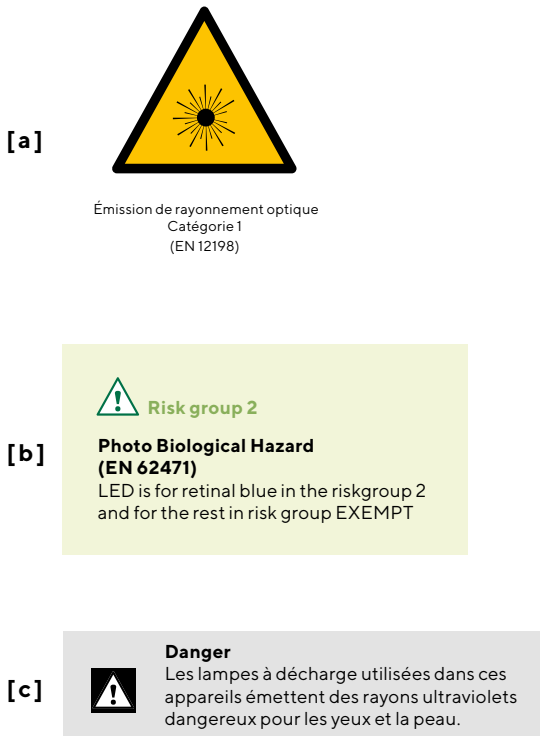 [a]
Émission de rayonnement optique
Catégorie 1
(EN 12198)
[b]
Risk group 2
Photo Biological Hazard
(EN 62471)
LED is for retinal blue in the riskgroup 2
and for the rest in risk group EXEMPT
[c]
Danger
Les lampes à décharge utilisées dans ces
appareils émettent des rayons ultraviolets
dangereux pour les yeux et la peau.